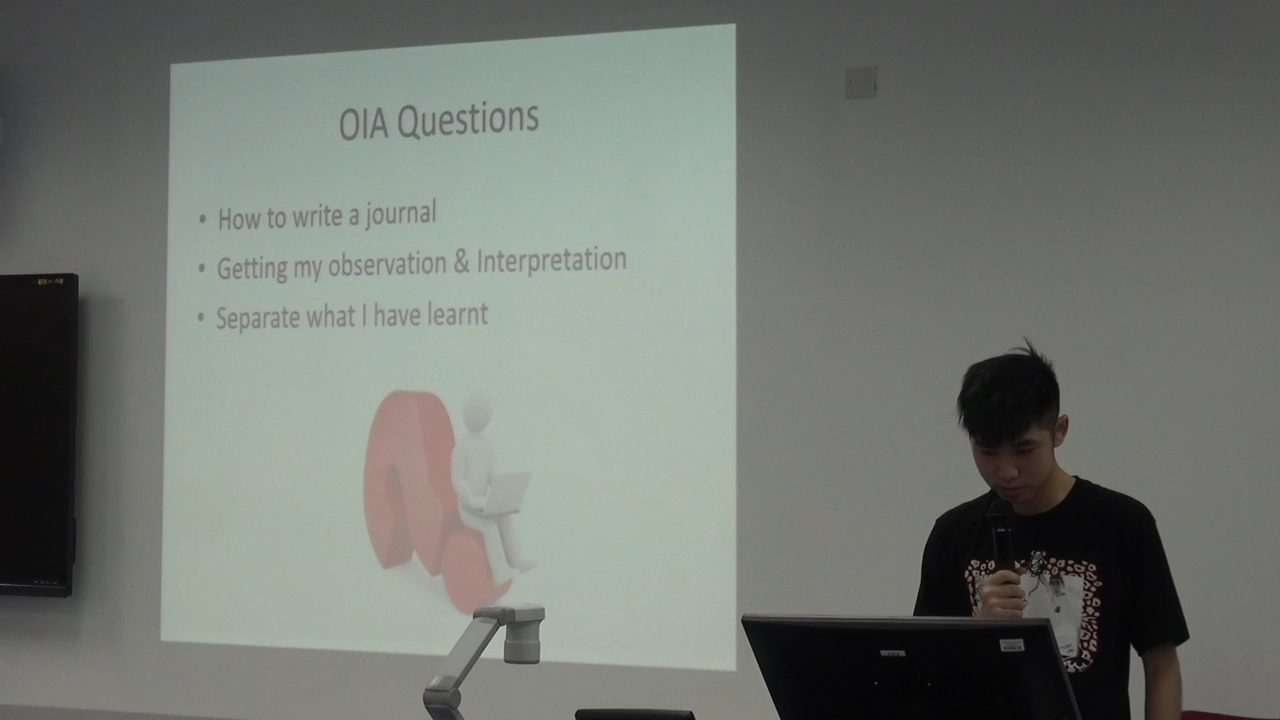 OIA Questions
• How to write a journal
• Getting my observation & Interpretation
• Separate what I have learnt